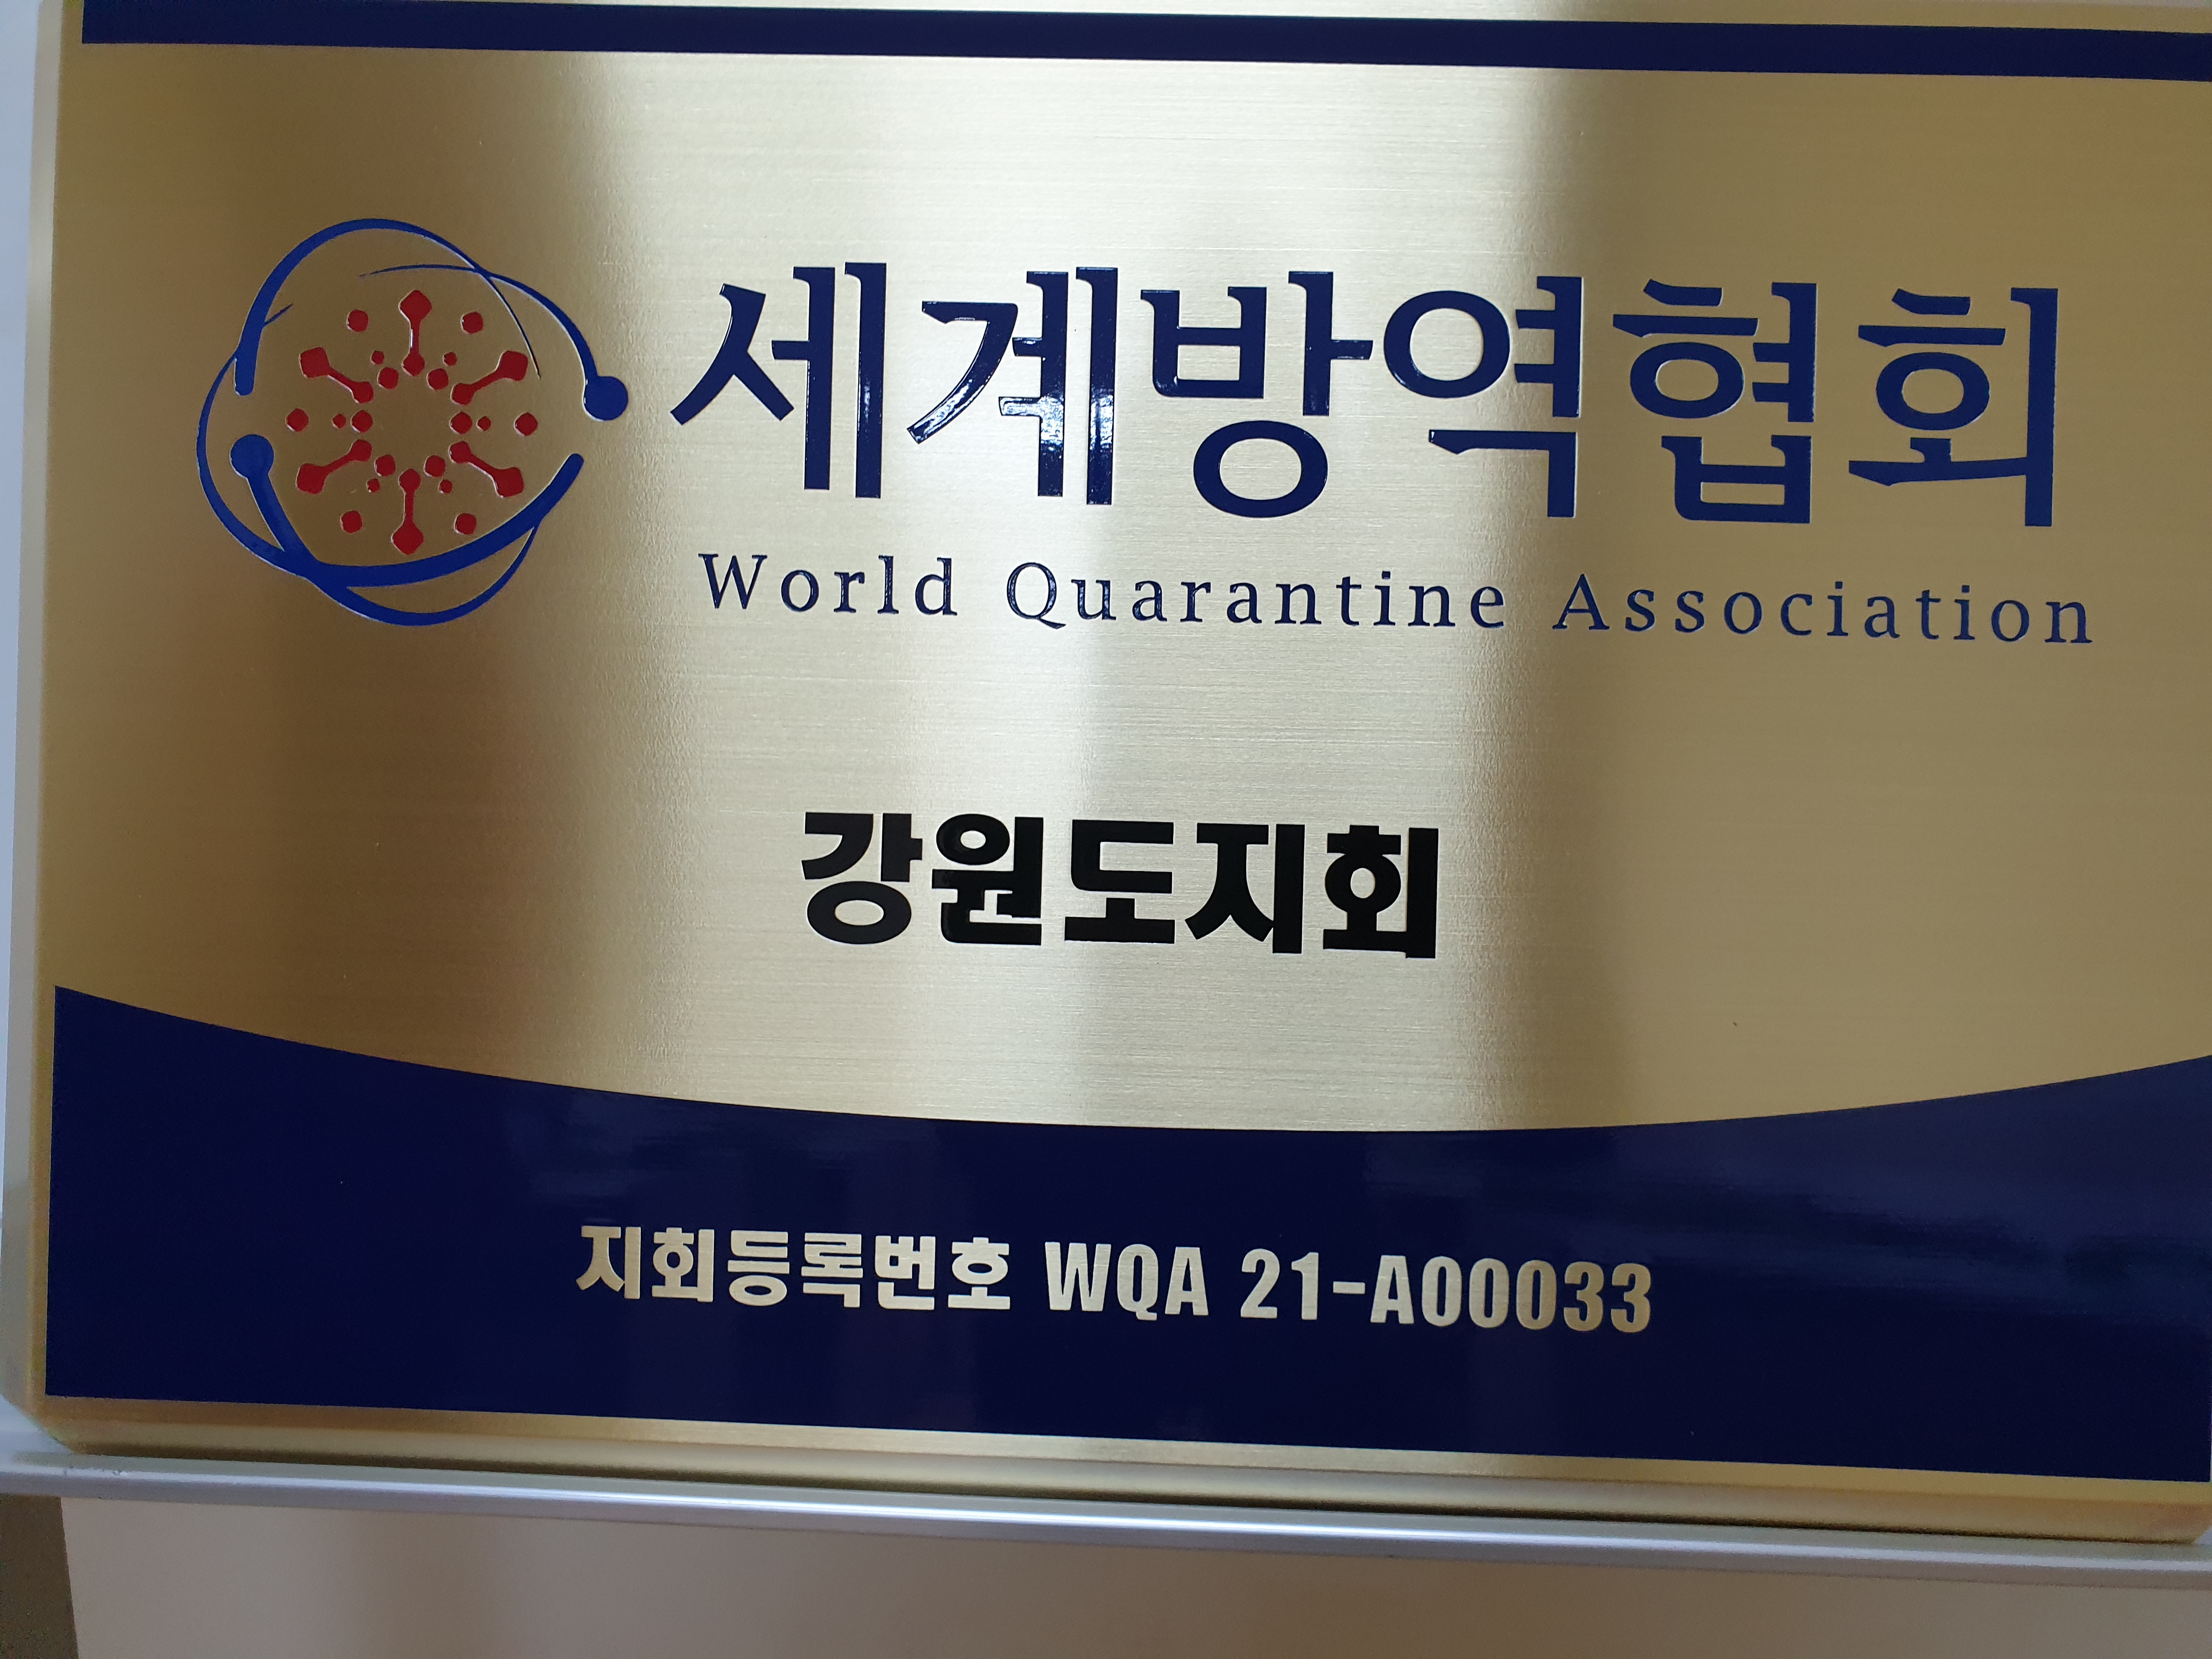 세계방역협회
World Quarantine Association
강원도지회
지회등록번호 WQA 21-A00033